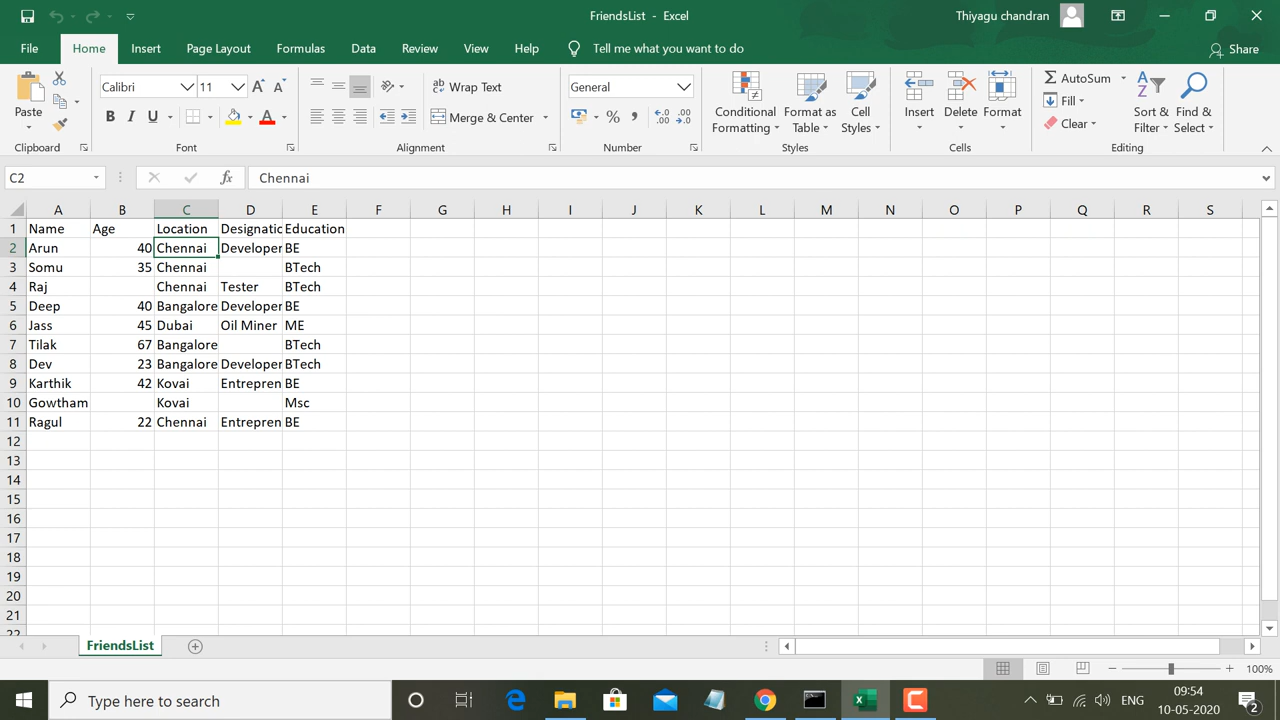 FriendsList - Excel
Thiyagu chandran
File Home Insert Page Layout Formulas Data Review View Help Tell me what you want to do Share
Paste
Clipboard
Calibri 11
B I U A
Font
ab Wrap Text
Merge & Center
Alignment
General
% ,
Number
Conditional Formatting
Format as Table
Cell Styles
Styles
Insert Delete Format
Cells
AutoSum
Fill
Clear
Sort & Filter
Find & Select
Editing
C2 fx Chennai
A B C D E F G H I J K L M N O P Q R S
1 Name Age Location Designatic Education
2 Arun 40 Chennai Developer BE
3 Somu 35 Chennai BTech
4 Raj Chennai Tester BTech
5 Deep 40 Bangalore Developer BE
6 Jass 45 Dubai Oil Miner ME
7 Tilak 67 Bangalore BTech
8 Dev 23 Bangalore Developer BTech
9 Karthik 42 Kovai Entrepren BE
10 Gowtham Kovai Msc
11 Ragul 22 Chennai Entrepren BE
12
13
14
15
16
17
18
19
20
21
22
FriendsList
100%
Type here to search
ENG
09:54
10-05-2020
2